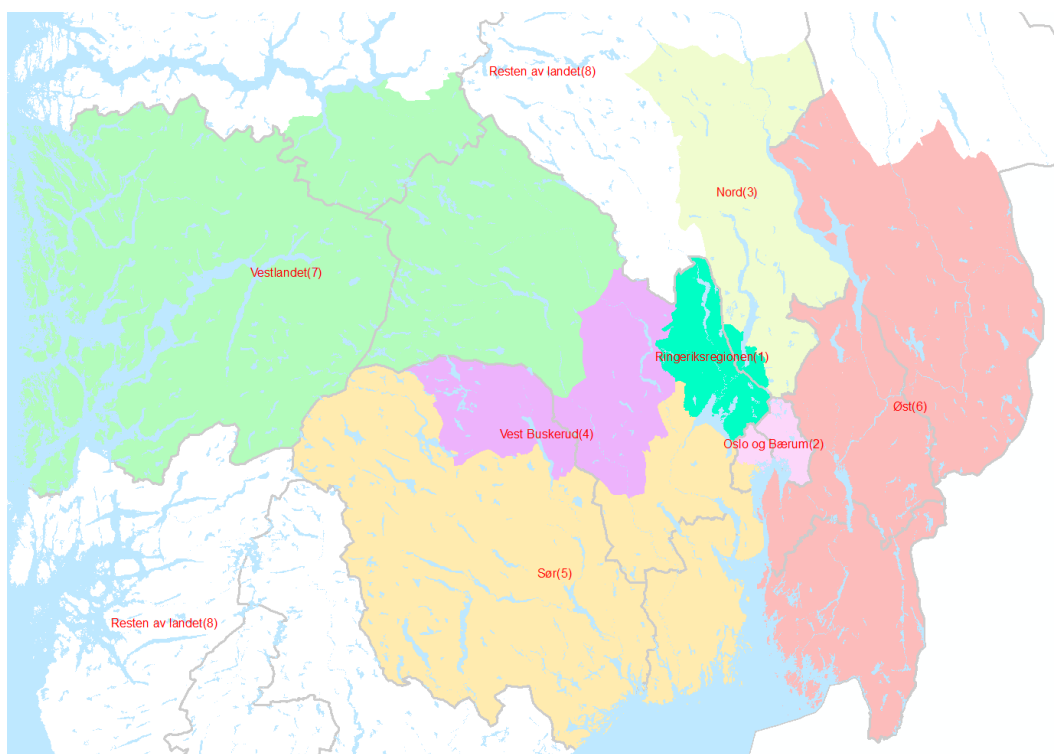 Resten av landet(8)
Nord(3)
Vestlandet(7)
Ringeriksregionen(1)
Øst(6)
Vest Buskerud(4)
Oslo og Bærum(2)
Sør(5)
Resten av landet(8)